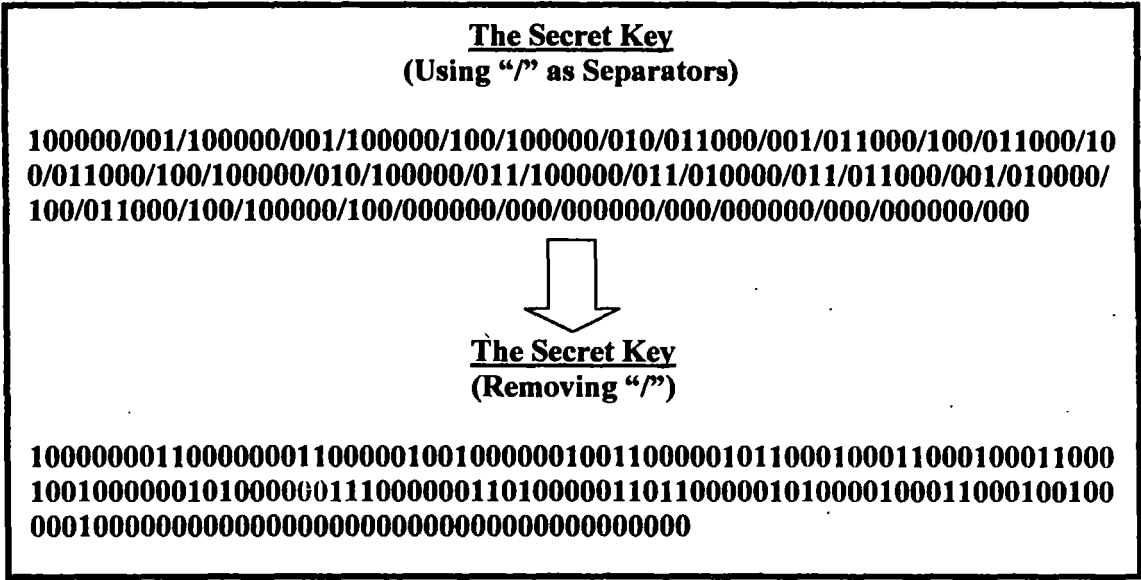 The Secret Key
(Using “/” as Separators)
100000/001/100000/001/100000/100/100000/010/011000/001/011000/100/011000/10
0/011000/100/100000/010/100000/011/100000/011/010000/011/011000/001/010000/
100/011000/100/100000/100/000000/000/000000/000/000000/000/000000/000
The Secret Key
(Removing “/”)
100000001100000001100000100100000010011000001011000100011000100011000
100100000010100000011100000011010000011011000001010000100011000100100
000100000000000000000000000000000000000000